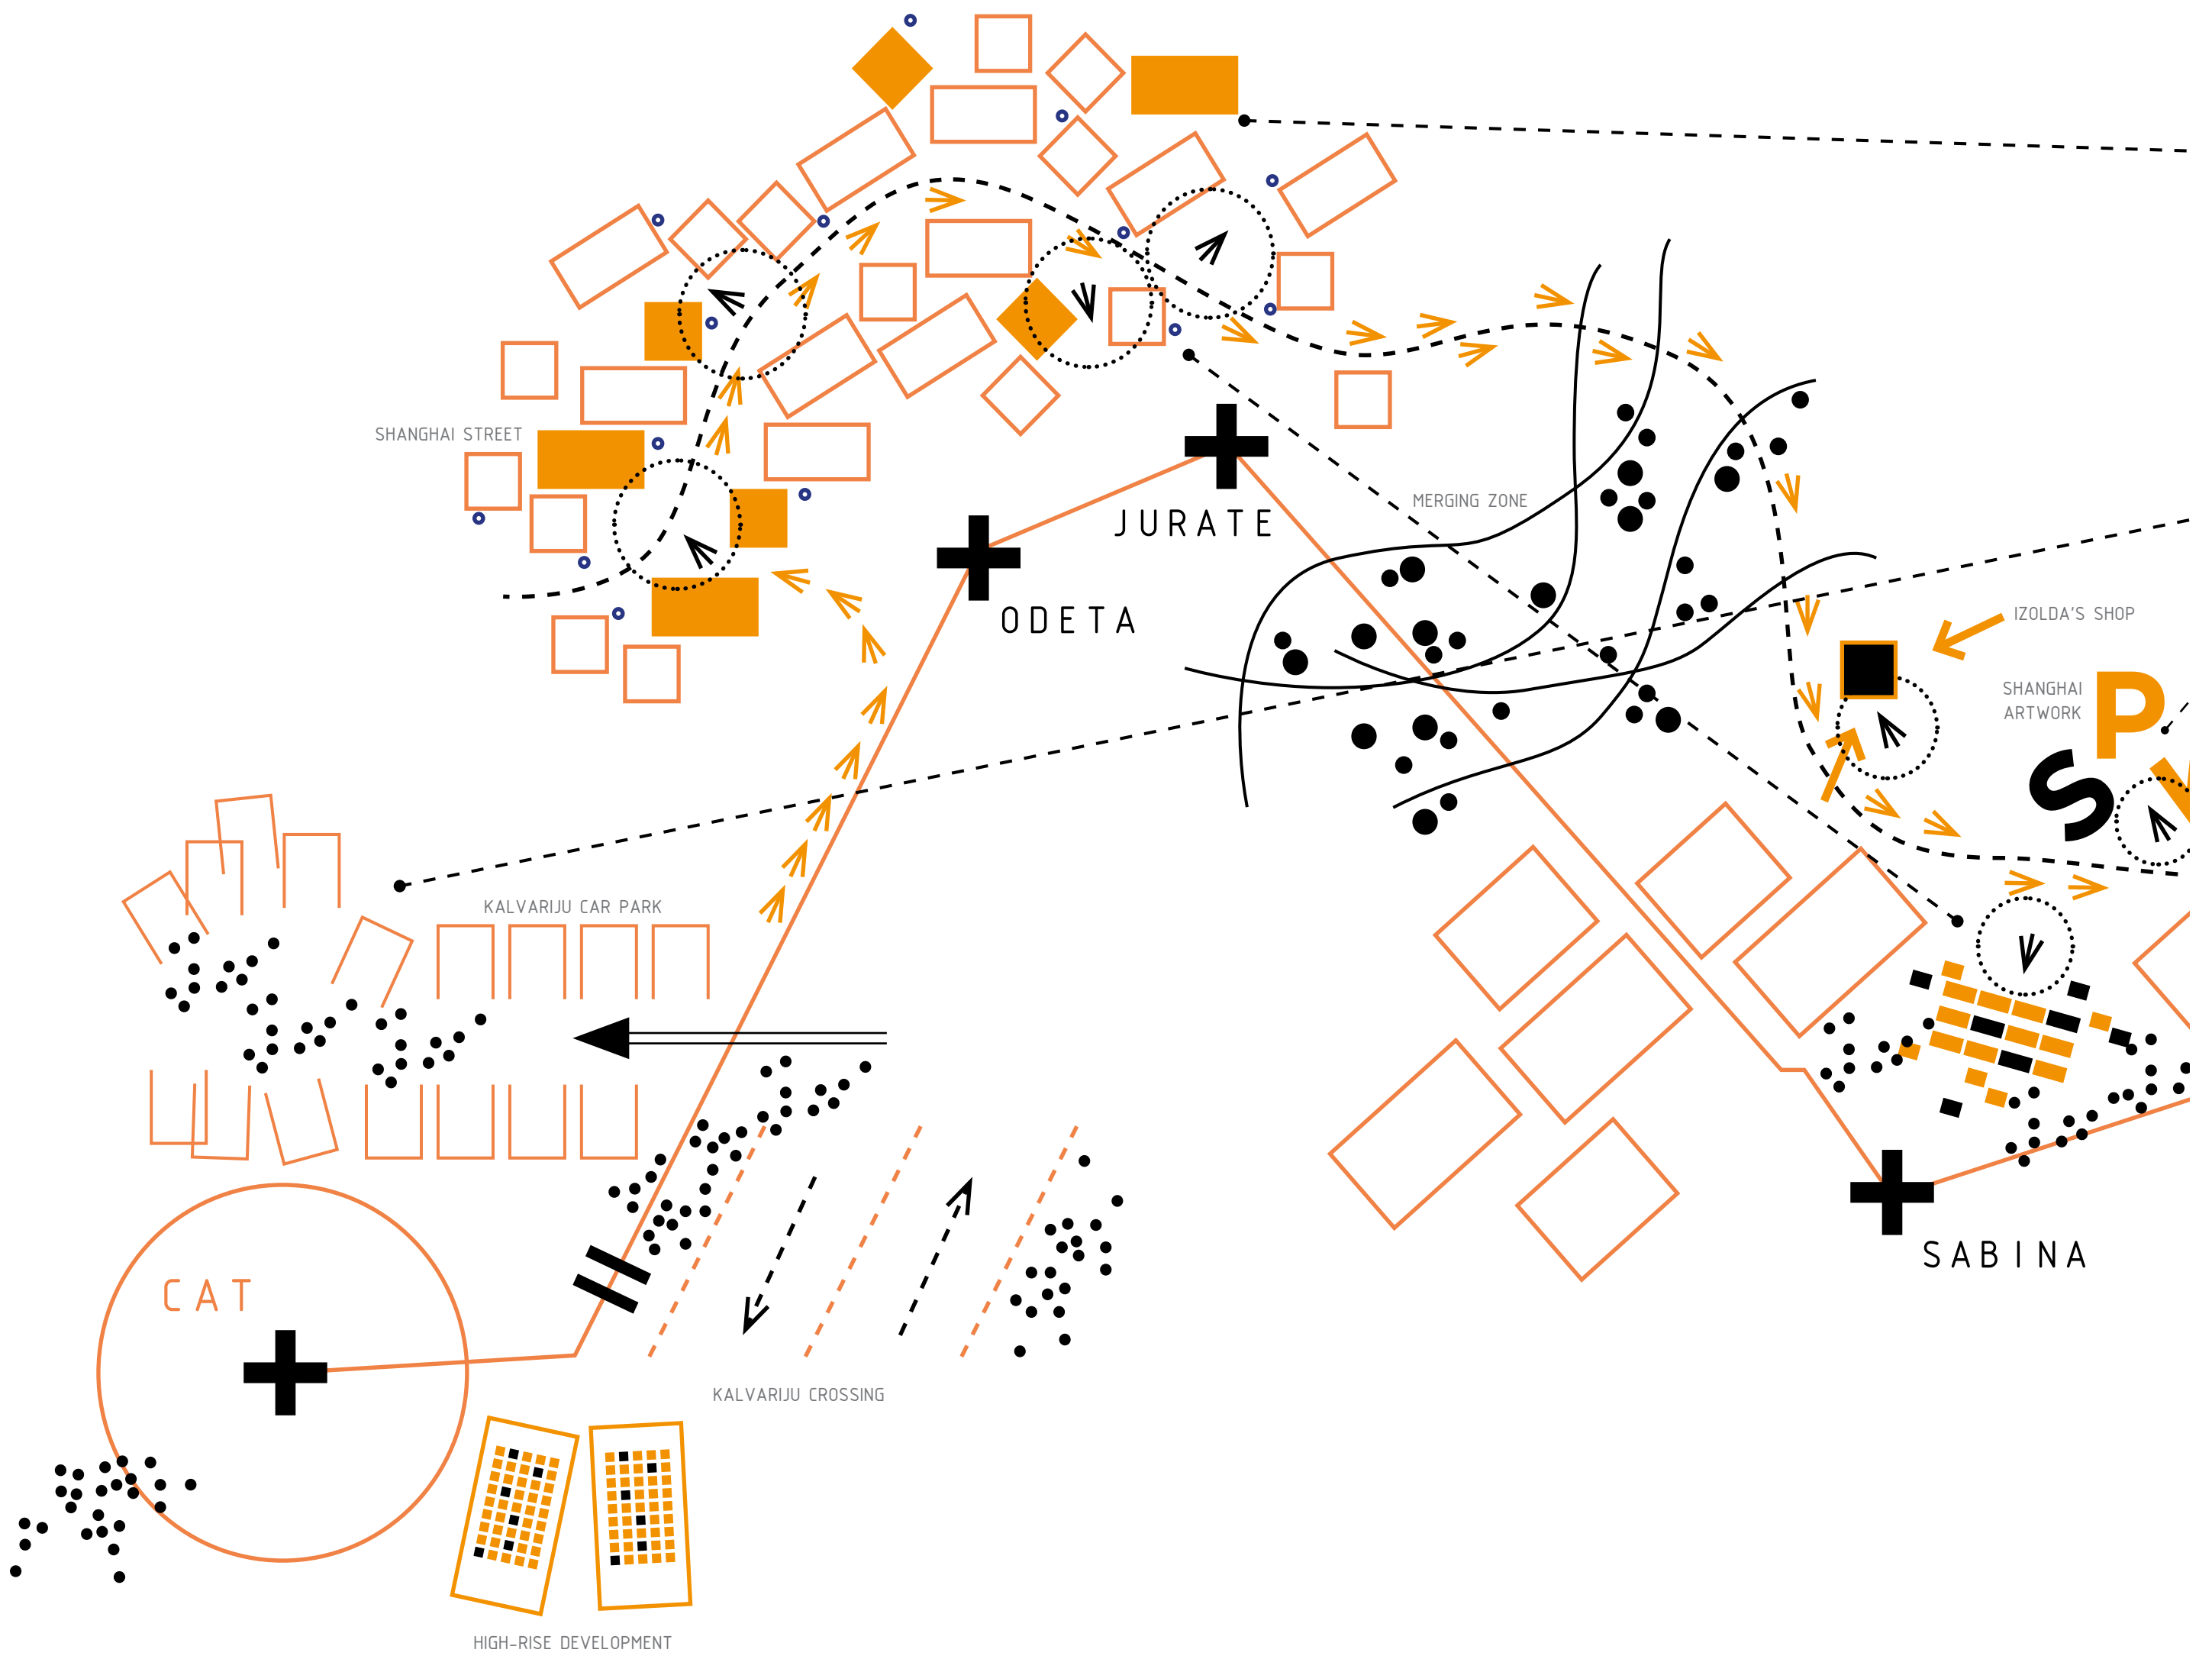 SHANGHAI STREET
JURATE
MERGING ZONE
ODETA
IZOLDA'S SHOP
SHANGHAI
ARTWORK
P
S
KALVARIJU CAR PARK
SABINA
CAT
KALVARIJU CROSSING
HIGH-RISE DEVELOPMENT